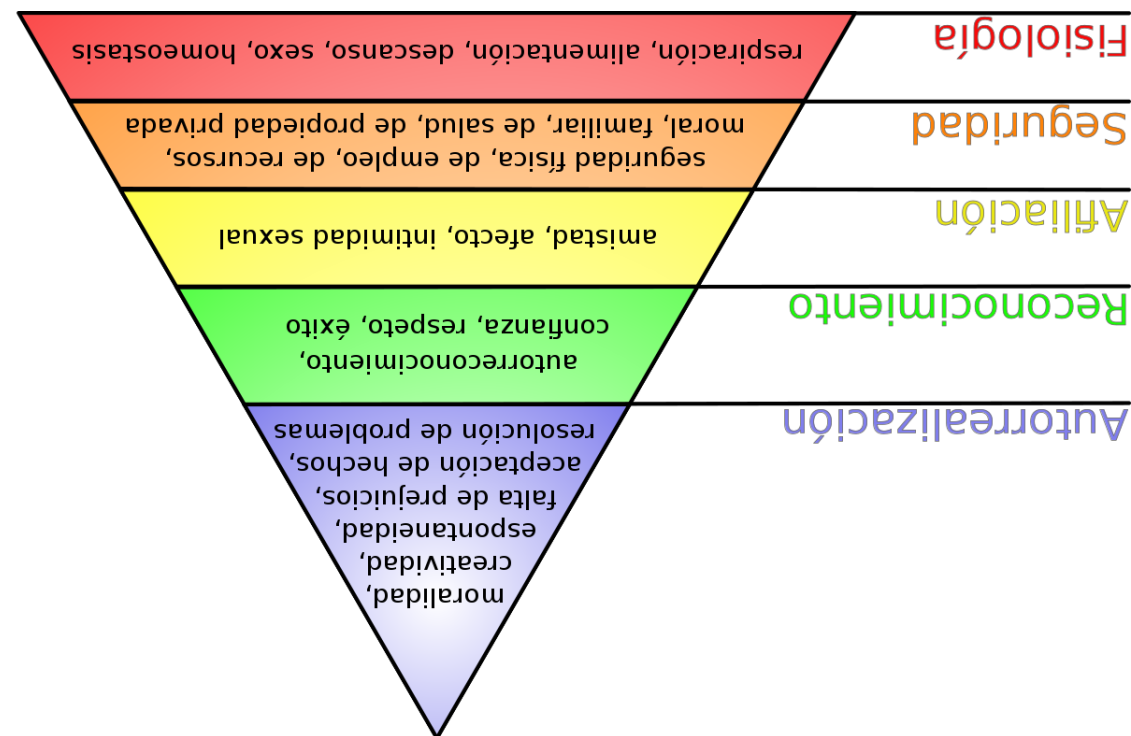 Autorrealización
moralidad,
creatividad,
espontaneidad,
falta de prejuicios,
aceptación de hechos,
resolución de problemas
Reconocimiento
autorreconocimiento,
confianza, respeto, éxito
Afiliación
amistad, afecto, intimidad sexual
Seguridad
seguridad física, de empleo, de recursos,
moral, familiar, de salud, de propiedad privada
Fisiología
respiración, alimentación, descanso, sexo, homeostasis